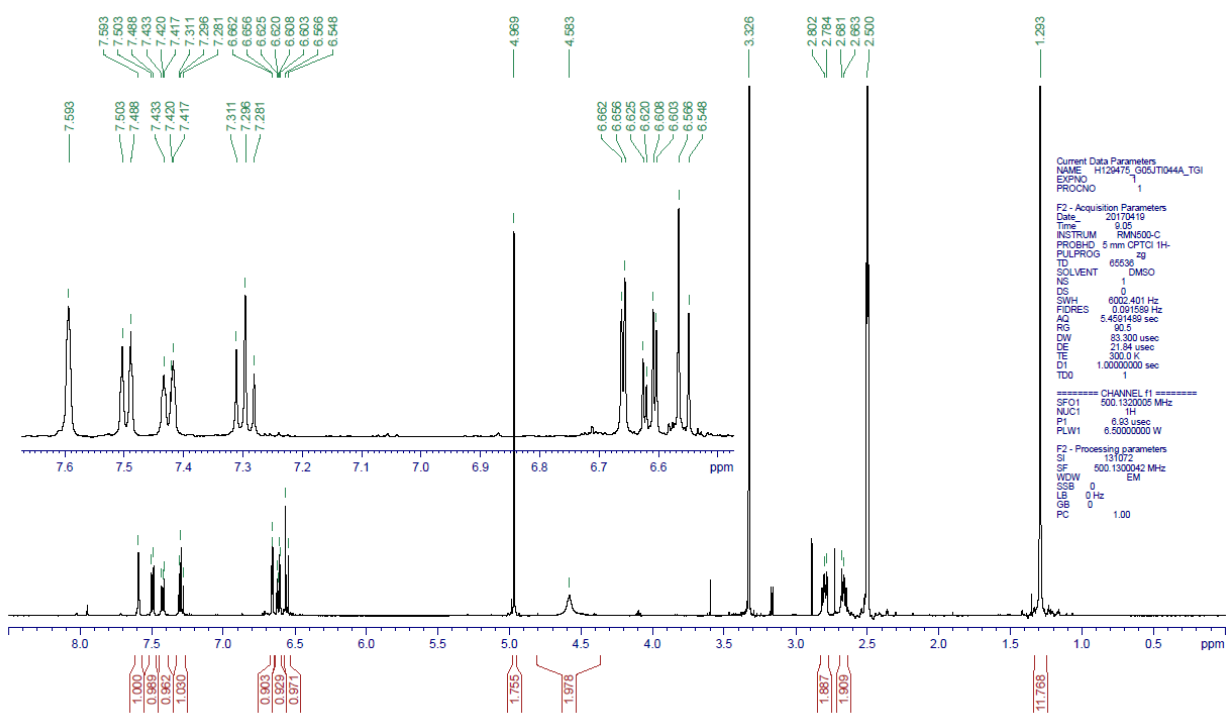 7.593
7.503
7.488
7.433
7.420
7.417
7.311
7.296
7.281
6.662
6.656
6.625
6.620
6.608
6.603
6.566
6.548
4.969
4.583
3.326
2.802
2.784
2.681
2.663
2.500
1.293
7.593
7.503
7.488
7.433
7.420
7.417
7.311
7.296
7.281
6.662
6.656
6.625
6.620
6.608
6.603
6.566
6.548
7.6 7.5 7.4 7.3 7.2 7.1 7.0 6.9 6.8 6.7 6.6 ppm
Current Data Parameters
NAME H129475_G05JTI044A_TGI
EXPNO 1
PROCNO 1
F2 - Acquisition Parameters
Date_ 20170419
Time 9.05
INSTRUM RMN500-C
PROBHD 5 mm CPTCI 1H-
PULPROG zg
TD 65536
SOLVENT DMSO
NS 1
DS 0
SWH 6002.401 Hz
FIDRES 0.091589 Hz
AQ 5.4591489 sec
RG 90.5
DW 83.300 usec
DE 21.84 usec
TE 300.0 K
D1 1.00000000 sec
TD0 1
======== CHANNEL f1 ========
SFO1 500.1320005 MHz
NUC1 1H
P1 6.93 usec
PLW1 6.50000000 W
F2 - Processing parameters
SI 131072
SF 500.1300042 MHz
WDW EM
SSB 0
LB 0 Hz
GB 0
PC 1.00
8.0 7.5 7.0 6.5 6.0 5.5 5.0 4.5 4.0 3.5 3.0 2.5 2.0 1.5 1.0 0.5 ppm
1.000
0.989
0.962
1.030
0.903
0.929
0.971
1.755
1.978
1.887
1.909
11.768